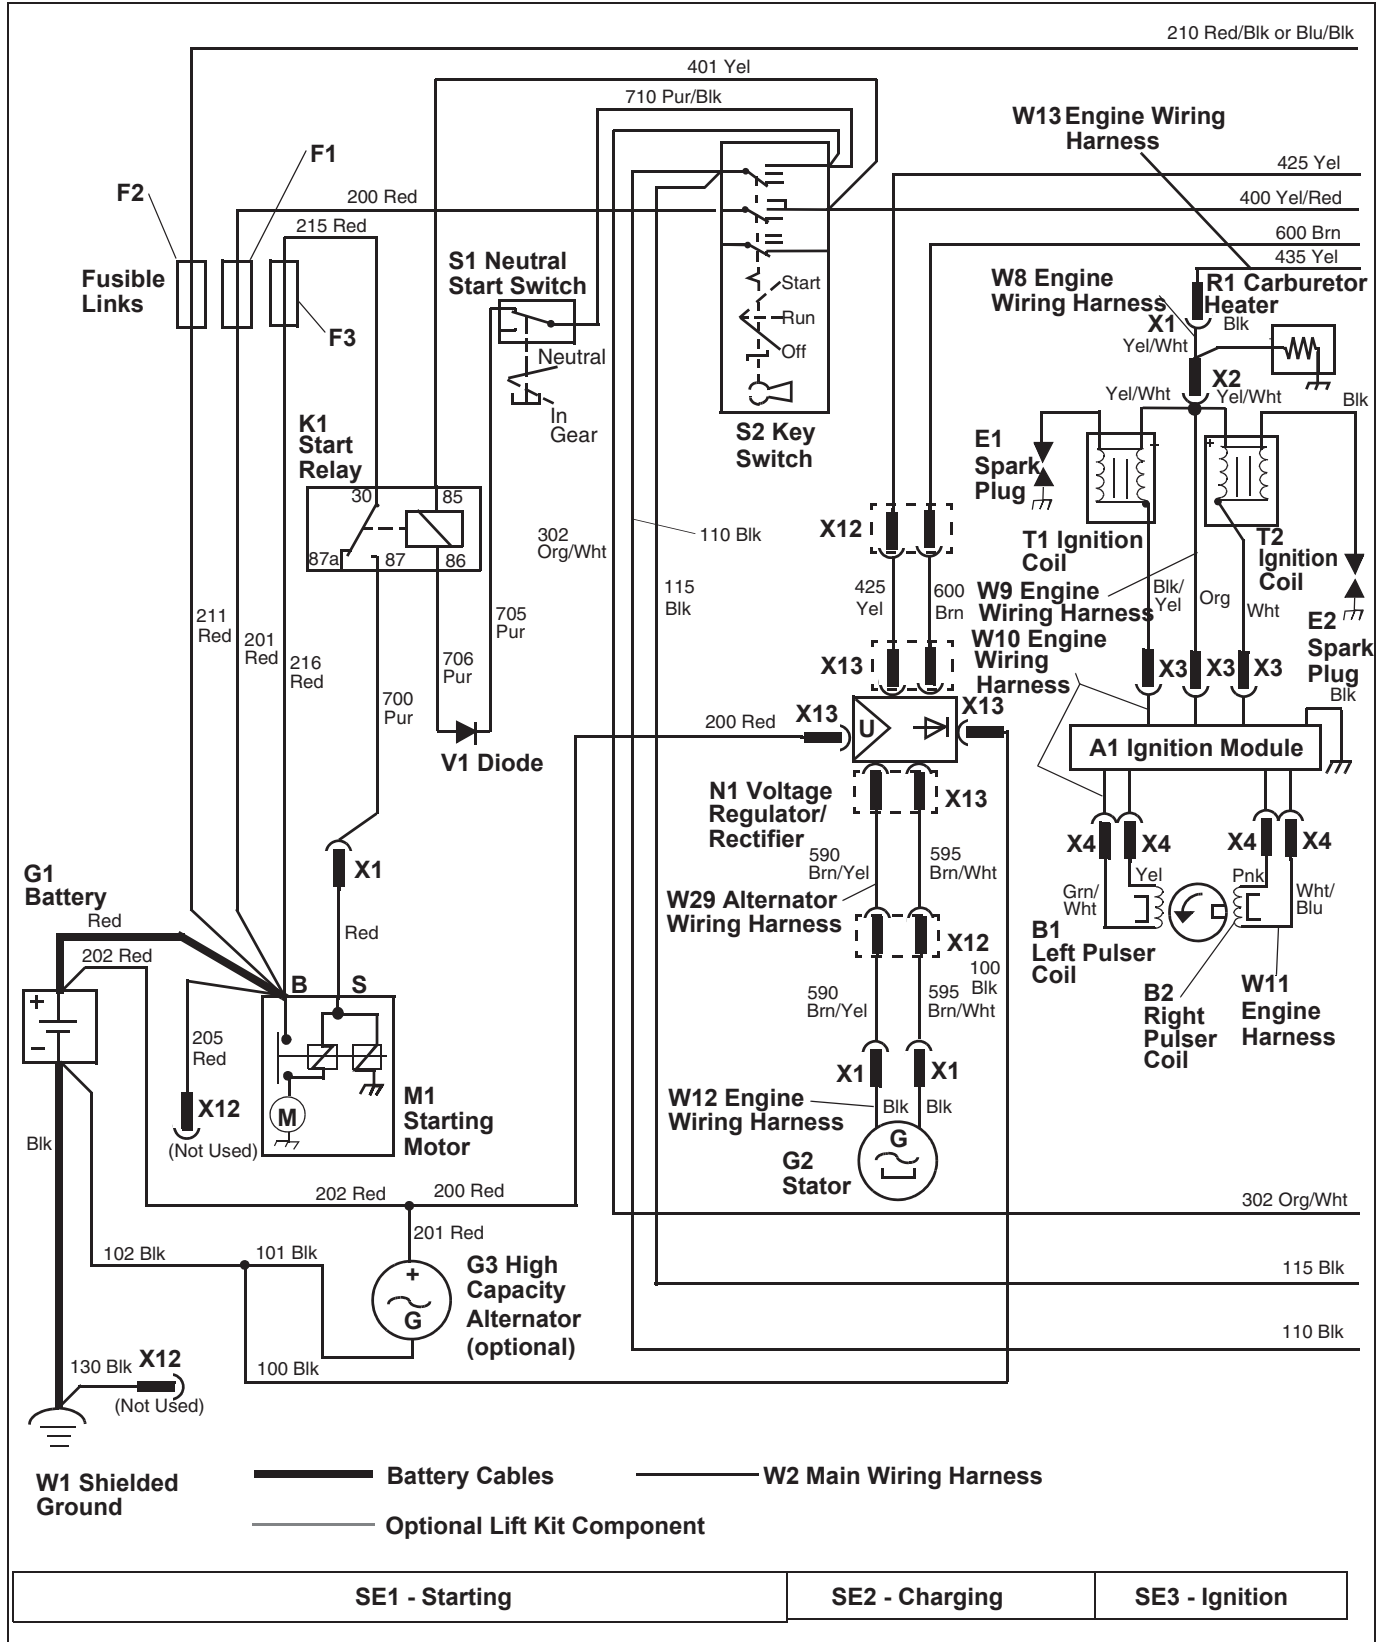 210 Red/Blk or Blu/Blk
401 Yel
710 Pur/Blk
W13 Engine Wiring
Harness
F1
F2
425 Yel
200 Red
400 Yel/Red
215 Red
600 Brn
435 Yel
Fusible
Links
S1 Neutral
Start Switch
W8 Engine
Wiring Harness
R1 Carburetor
Heater
Start
Run
Off
X1
Blk
F3
Yel/Wht
Neutral
X2
Yel/Wht
Yel/Wht
Blk
In
Gear
K1
Start
Relay
S2 Key
Switch
E1
Spark
Plug
+
+
30
85
87a
87
86
302
Org/Wht
110 Blk
X12
T1 Ignition
Coil
T2
Ignition
Coil
115
Blk
425
Yel
600
Brn
W9 Engine
Wiring Harness
Blk/
Yel
Org
Wht
211
Red
201
Red
216
Red
705
Pur
706
Pur
700
Pur
X13
W10 Engine
Wiring
Harness
X3
X3
X3
E2
Spark
Plug
Blk
200 Red
X13
U
X13
A1 Ignition Module
V1 Diode
N1 Voltage
Regulator/
Rectifier
X13
X4
X4
X4
X4
590
Brn/Yel
595
Brn/Wht
G1
Battery
X1
Grn/
Wht
Yel
Pnk
Wht/
Blu
W29 Alternator
Wiring Harness
Red
Red
X12
B1
Left Pulser
Coil
202 Red
100
Blk
B
S
590
Brn/Yel
595
Brn/Wht
B2
Right
Pulser
Coil
W11
Engine
Harness
+
–
205
Red
X12
(Not Used)
M
M1
Starting
Motor
X1
X1
W12 Engine
Wiring Harness
Blk
Blk
Blk
G
G2
Stator
202 Red
200 Red
302 Org/Wht
201 Red
102 Blk
101 Blk
+
G
G3 High
Capacity
Alternator
(optional)
115 Blk
110 Blk
130 Blk
X12
(Not Used)
100 Blk
W1 Shielded
Ground
Battery Cables
W2 Main Wiring Harness
Optional Lift Kit Component
SE1 - Starting
SE2 - Charging
SE3 - Ignition